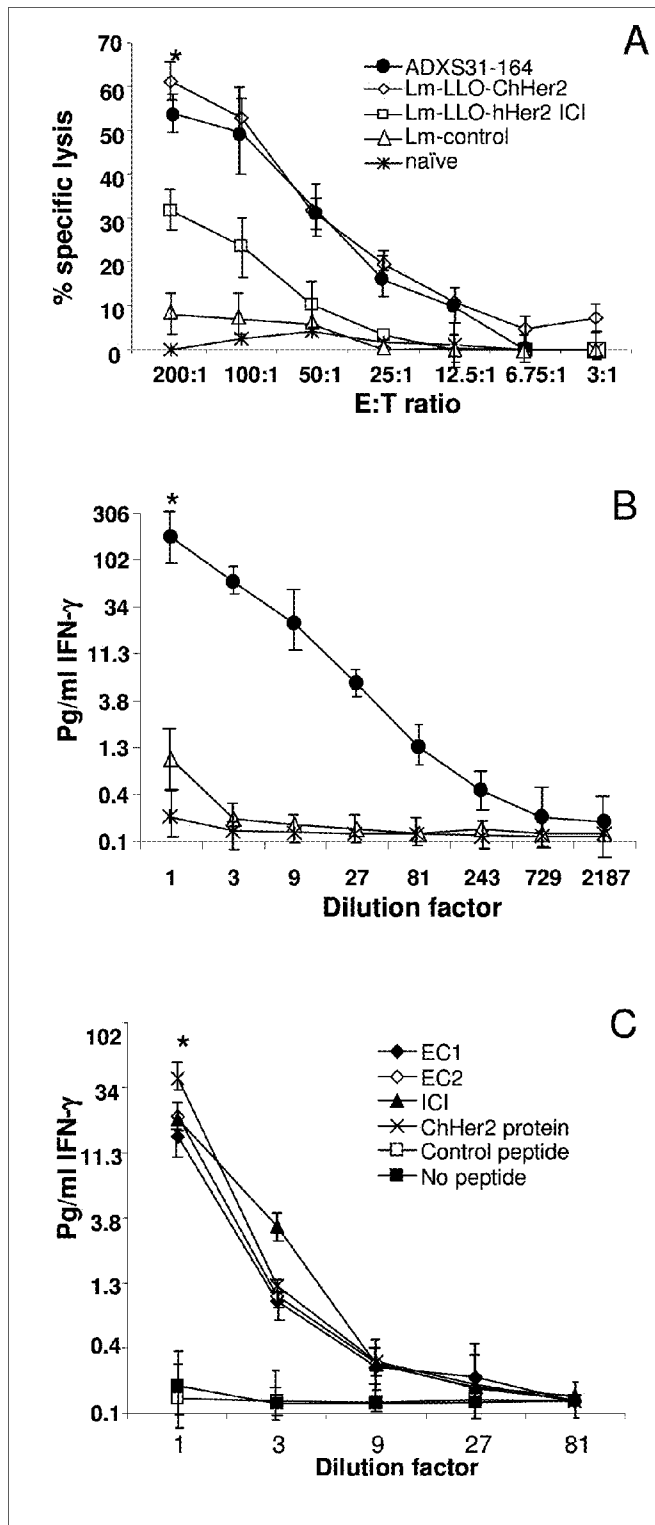 A
70
60
50
40
30
20
10
0
% specific lysis
*
ADXS31-164
Lm-LLO-ChHer2
Lm-LLO-hHer2 ICI
Lm-control
naïve
200:1 100:1 50:1 25:1 12.5:1 6.75:1 3:1
E:T ratio
B
*
306
102
34
11.3
3.8
1.3
0.4
0.1
Pg/ml IFN-γ
1 3 9 27 81 243 729 2187
Dilution factor
C
*
102
34
11.3
3.8
1.3
0.4
0.1
Pg/ml IFN-γ
EC1
EC2
ICI
ChHer2 protein
Control peptide
No peptide
1 3 9 27 81
Dilution factor